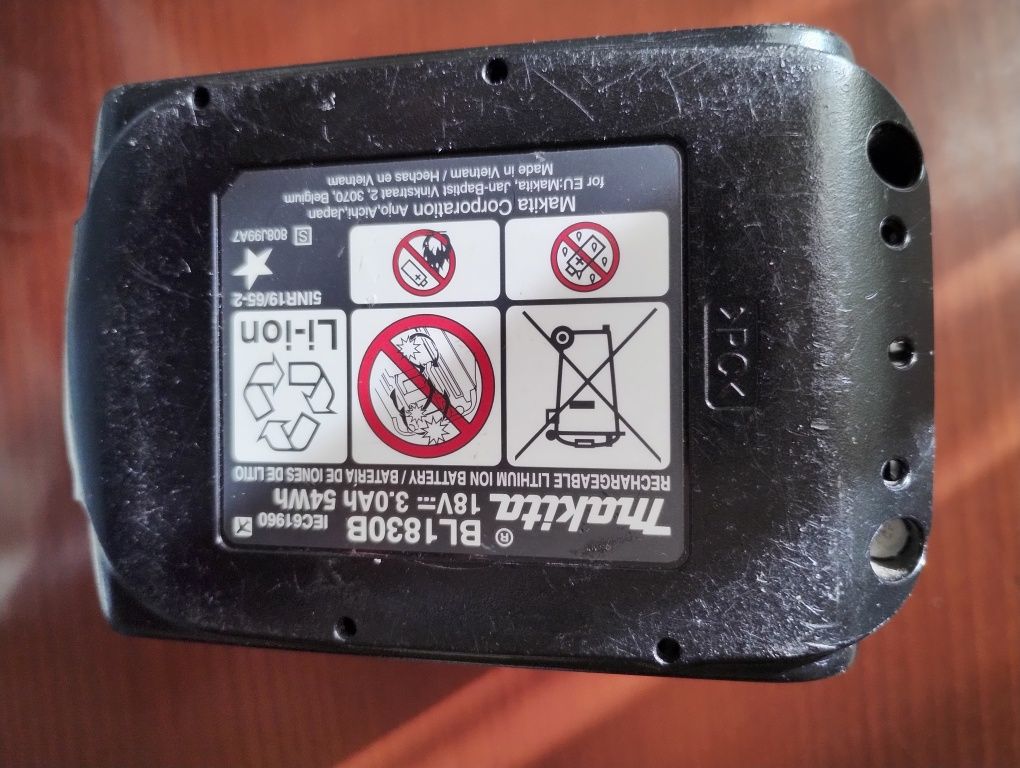 makita® BL1830B
18V⎓ 3.0Ah 54Wh IEC61960
RECHARGEABLE LITHIUM ION BATTERY / BATERÍA DE IONES DE LITIO
Li-ion
5INR19/65-2
808J99A7 S
Makita Corporation Anjo,Aichi,Japan
for EU:Makita, Jan-Baptist Vinkstraat 2, 3070, Belgium
Made in Vietnam / Hechas en Vietnam
>PC<